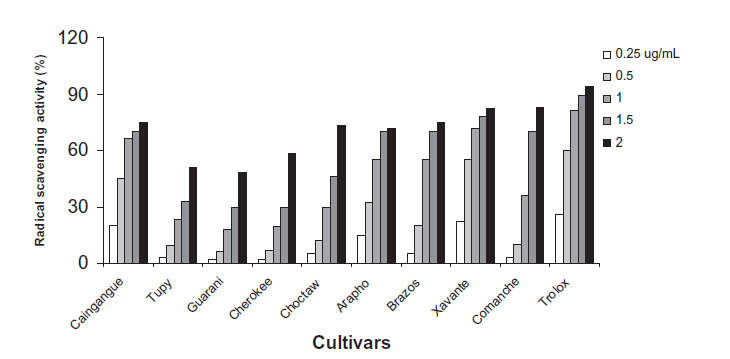 120
90
60
30
0
Radical scavenging activity (%)
0.25 ug/mL
0.5
1
1.5
2
Caingangue
Tupy
Guarani
Cherokee
Choctaw
Arapho
Brazos
Xavante
Comanche
Trolox
Cultivars